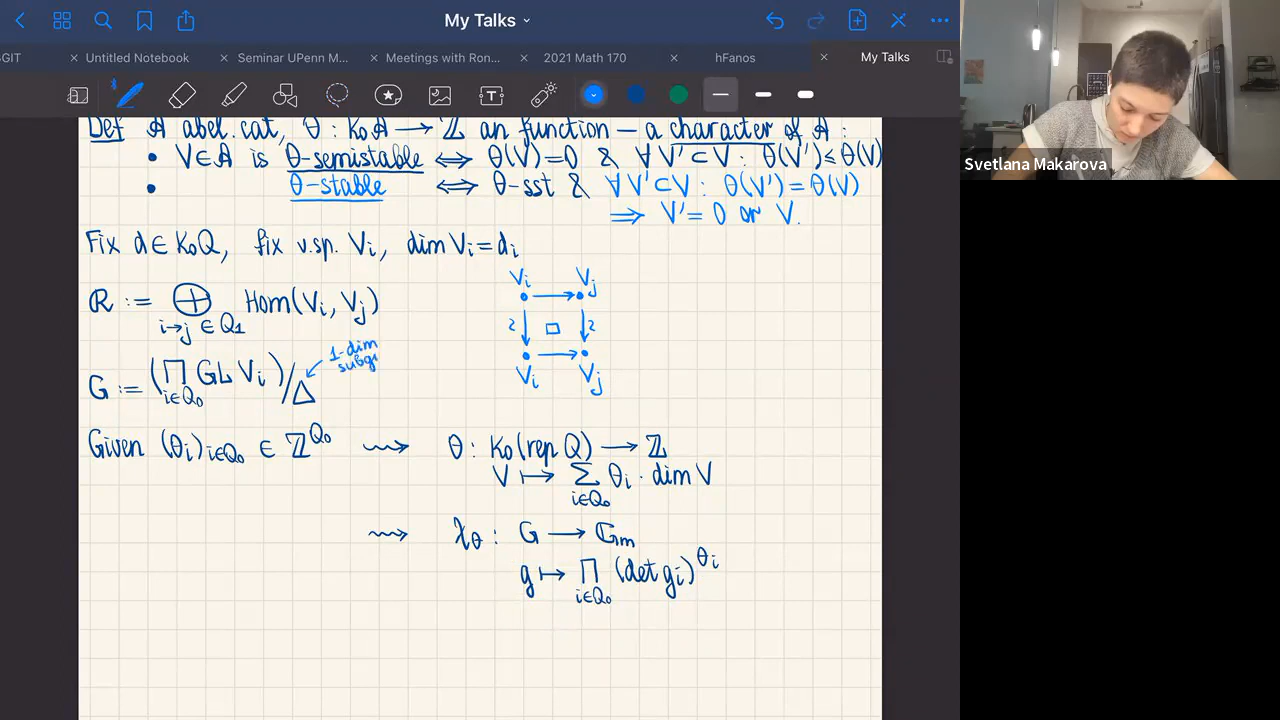 My Talks
GIT × Untitled Notebook × Seminar UPenn M... × Meetings with Ron... × 2021 Math 170 × hFanos × My Talks
Def A abel. cat, θ : K₀A → ℤ an function – a character of A :
• V ∈ A is θ-semistable ⟺ θ(V)=0 & ∀ V' ⊂ V : θ(V') ≤ θ(V)
• θ-stable ⟺ θ-sst & ∀ V' ⊂ V : θ(V') = θ(V)
⟹ V' = 0 or V.
Fix d ∈ K₀Q, fix v.sp. Vᵢ, dim Vᵢ = dᵢ
Vᵢ → Vⱼ
R := ⊕ Hom(Vᵢ, Vⱼ)
i→j ∈ Q₁
≀ ↓ □ ↓ ≀
Vᵢ → Vⱼ
1-dim
subgr
G := (∏ GL Vᵢ)/Δ
i∈Q₀
Given (θᵢ)ᵢ∈Q₀ ∈ ℤ^Q₀ ⇝ θ : K₀(rep Q) → ℤ
V ↦ ∑ θᵢ · dim V
i∈Q₀
⇝ χ_θ : G → 𝔾m
g ↦ ∏ (det gᵢ)^θᵢ
i∈Q₀
Svetlana Makarova